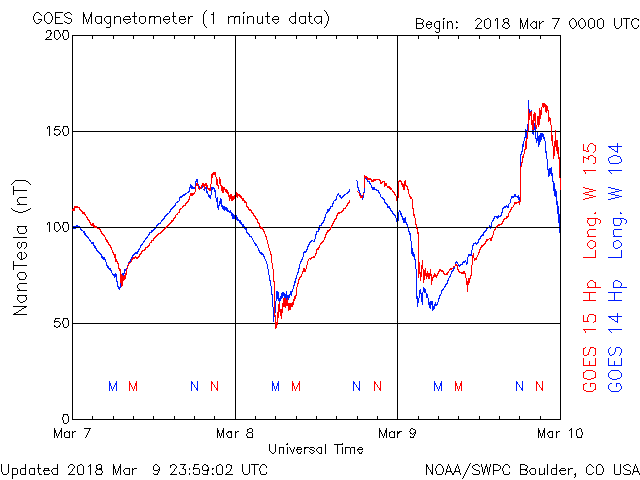 GOES Magnetometer (1 minute data)
Begin: 2018 Mar 7 0000 UTC
200
150
100
50
0
NanoTesla (nT)
M M N N M M N N M M N N
Mar 7 Mar 8 Mar 9 Mar 10
Universal Time
GOES 15 Hp Long. W 135
GOES 14 Hp Long. W 104
Updated 2018 Mar 9 23:59:02 UTC
NOAA/SWPC Boulder, CO USA